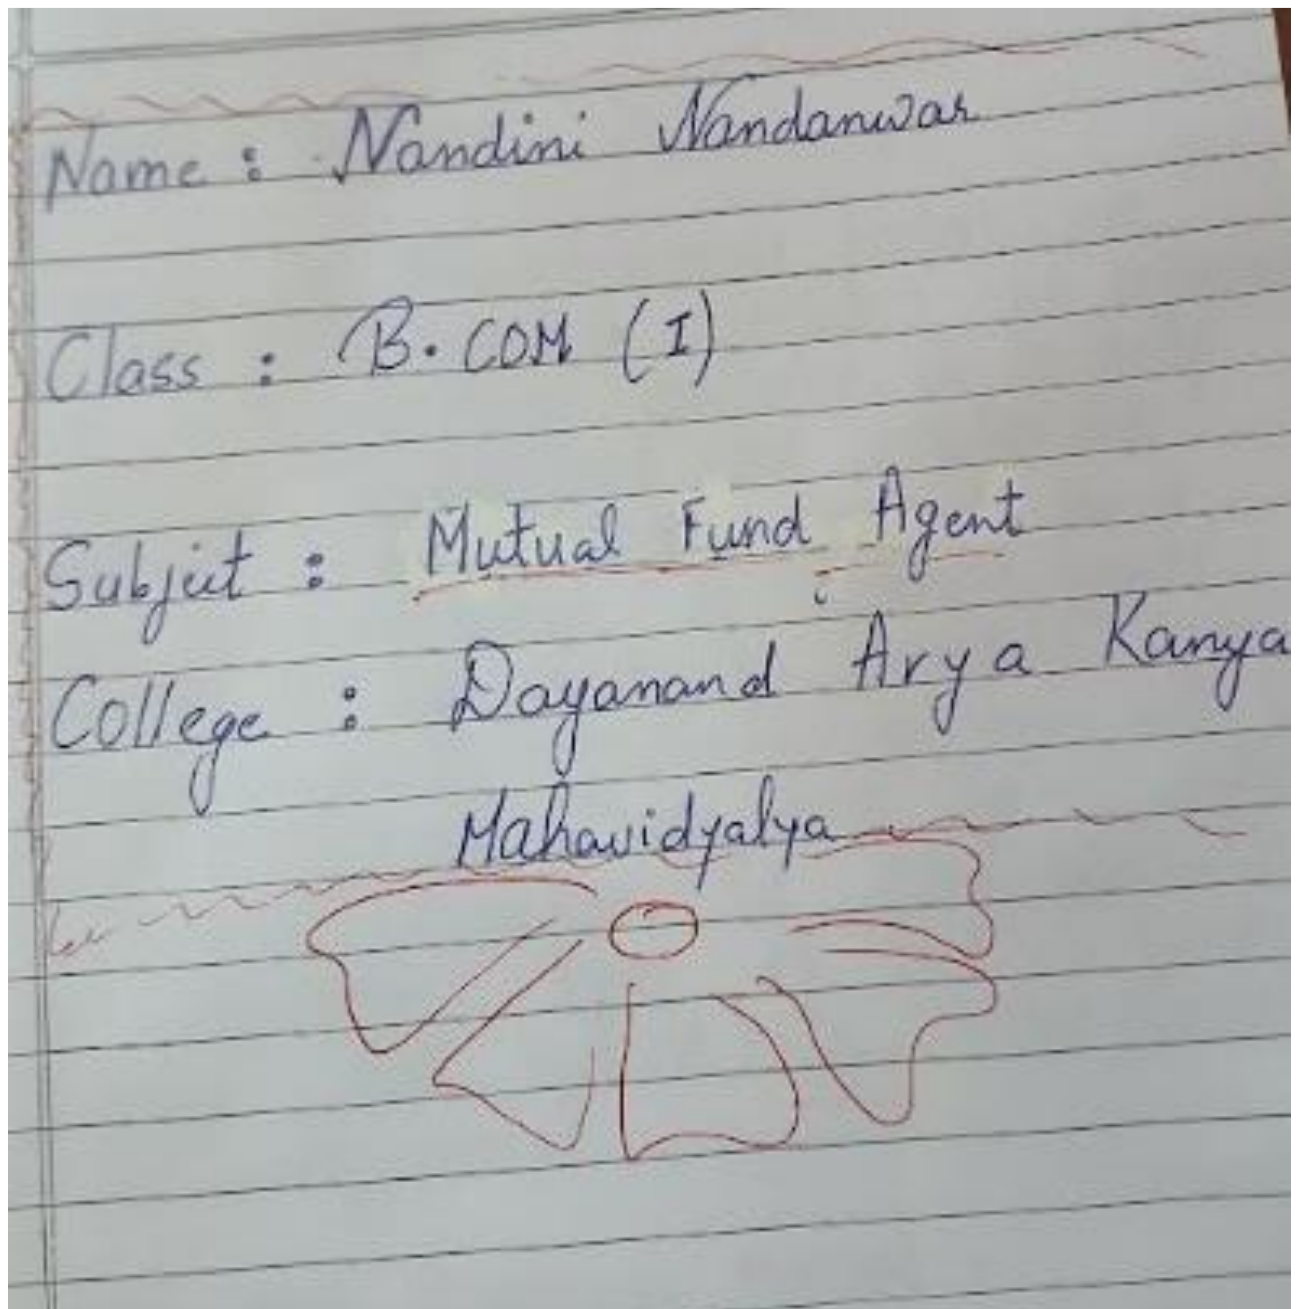 Name : Nandini Nandanwar
Class : B.COM (I)
Subject : Mutual Fund Agent
College : Dayanand Arya Kanya
Mahavidyalya